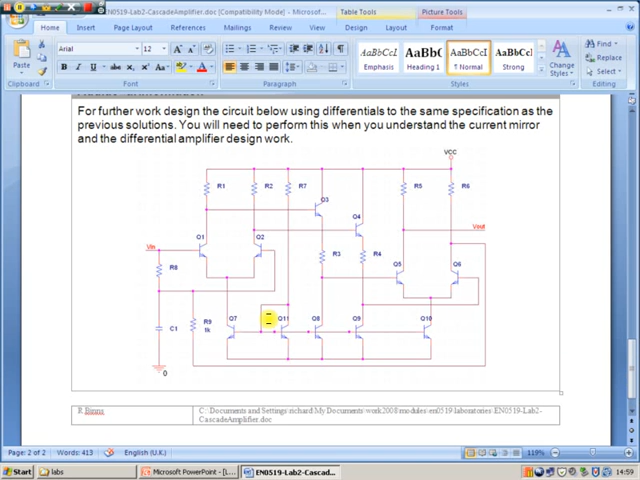 EN0519-Lab2-CascadeAmplifier.doc [Compatibility Mode] - Microsof...
Table Tools
Picture Tools
Home
Insert
Page Layout
References
Mailings
Review
View
Design
Layout
Format
Paste
Clipboard
Arial
12
Font
Paragraph
AaBbCcI
AaBbC
AaBbCcI
AaBbCc
Emphasis
Heading 1
¶ Normal
Strong
Change Styles
Styles
Find
Replace
Select
Editing
For further work design the circuit below using differentials to the same specification as the
previous solutions. You will need to perform this when you understand the current mirror
and the differential amplifier design work.
VCC
R1
R2
R7
R5
R6
Q3
Q4
Vout
Vin
Q1
Q2
R3
R4
R8
Q5
Q6
C1
R9
1k
Q7
Q11
Q8
Q9
Q10
0
R Binns
C:\Documents and Settings\richard\My Documents\work2008\modules\en0519\laboratories\EN0519-Lab2-
CascadeAmplifier.doc
Page: 2 of 2
Words: 413
English (U.K.)
119%
Start
labs
Microsoft PowerPoint - [...
EN0519-Lab2-Cascad...
14:59